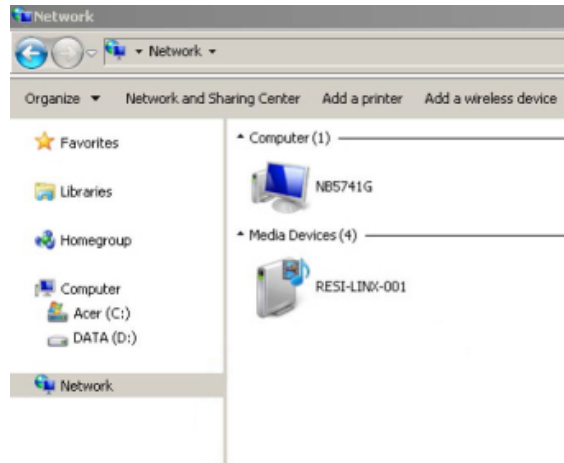 Network
Network
Organize Network and Sharing Center Add a printer Add a wireless device
Favorites
Libraries
Homegroup
Computer
Acer (C:)
DATA (D:)
Network
Computer (1)
NB5741G
Media Devices (4)
RESI-LINX-001